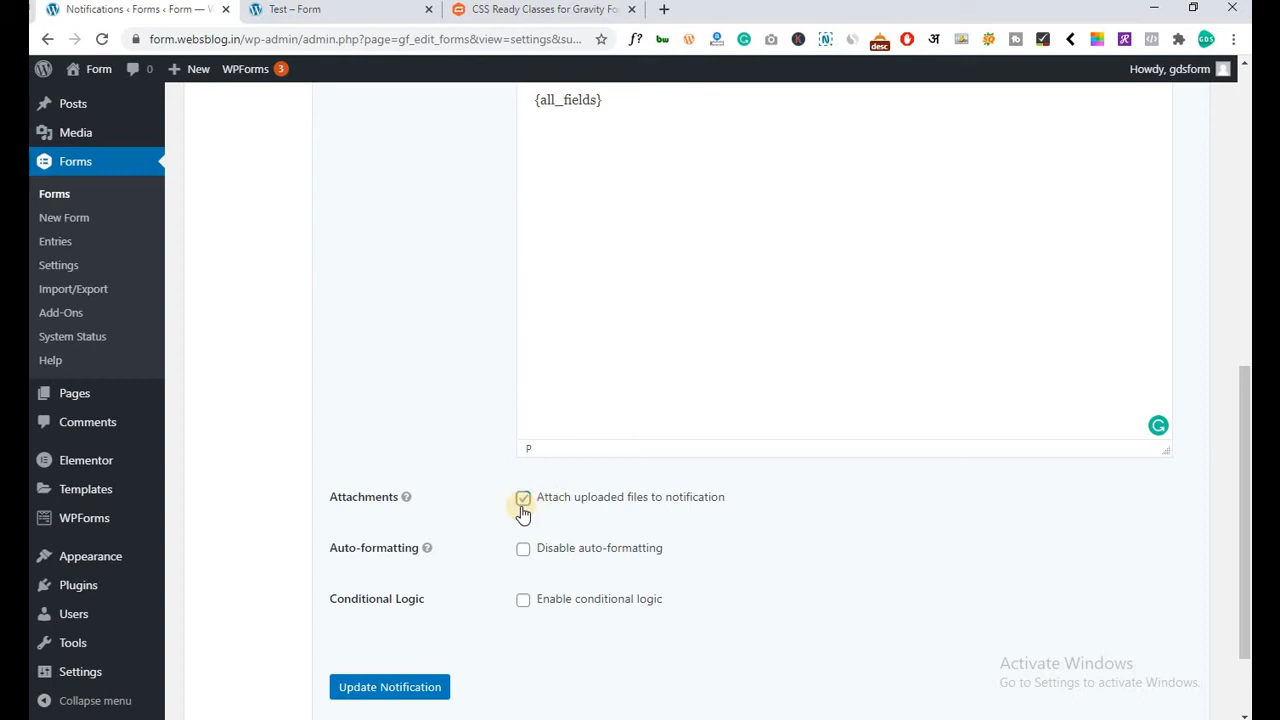 Notifications ‹ Forms ‹ Form — W
Test – Form
CSS Ready Classes for Gravity Fo
form.websblog.in/wp-admin/admin.php?page=gf_edit_forms&view=settings&su...
f?
bw
desc
अ
GDS
Form
0
New
WPForms 3
Howdy, gdsform
Posts
Media
Forms
Forms
New Form
Entries
Settings
Import/Export
Add-Ons
System Status
Help
Pages
Comments
Elementor
Templates
WPForms
Appearance
Plugins
Users
Tools
Settings
Collapse menu
{all_fields}
P
Attachments ?
Attach uploaded files to notification
Auto-formatting ?
Disable auto-formatting
Conditional Logic
Enable conditional logic
Update Notification
Activate Windows
Go to Settings to activate Windows.